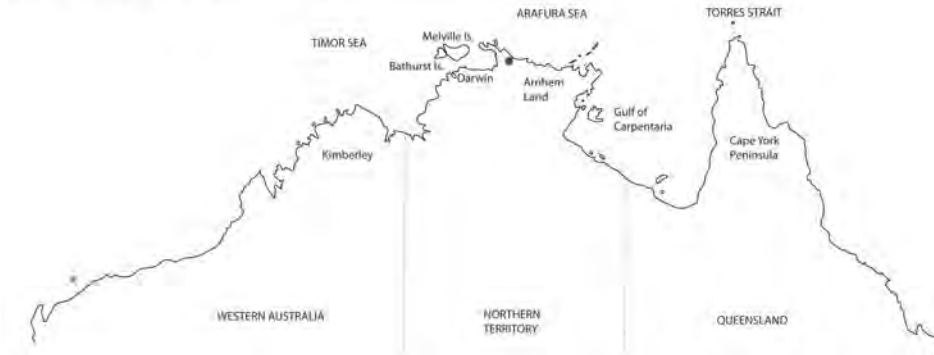 ARAFURA SEA
TORRES STRAIT
TIMOR SEA
Melville Is.
Bathurst Is.
Darwin
Arnhem
Land
Gulf of
Carpentaria
Kimberley
Cape York
Peninsula
WESTERN AUSTRALIA
NORTHERN
TERRITORY
QUEENSLAND